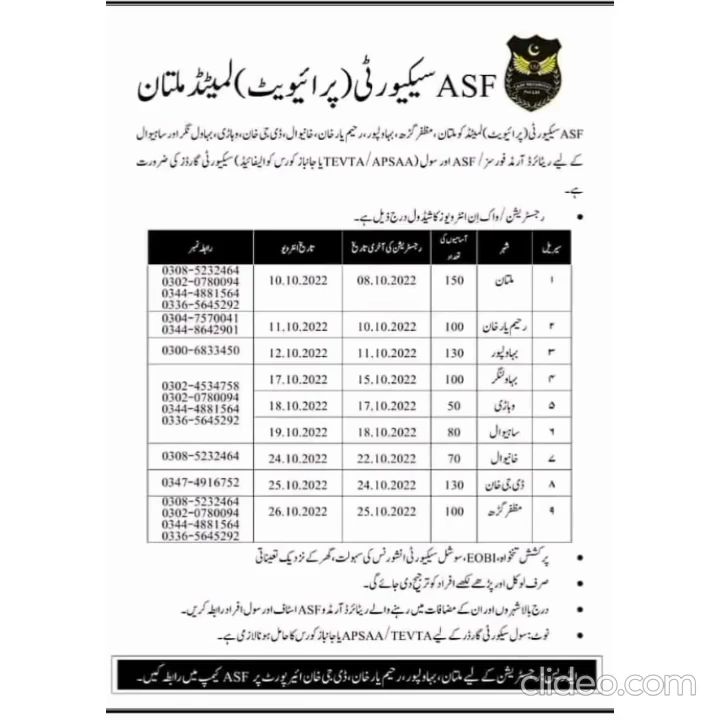 ASF سیکیورٹی (پرائیویٹ) لمیٹڈ ملتان
ASF سیکیورٹی (پرائیویٹ) لمیٹڈ کو ملتان، مظفر گڑھ، بہاولپور، رحیم یار خان، خانیوال، ڈی جی خان، وہاڑی، بہاول نگر اور ساہیوال
کے لیے ریٹائرڈ آرمڈ فورسز / ASF اور سول (TEVTA/APSAA یا جانباز کورس کوالیفائیڈ) سیکیورٹی گارڈز کی ضرورت
ہے۔
• رجسٹریشن / واک اِن انٹرویوز کا شیڈول درج ذیل ہے۔
سیریل شہر آسامیوں کی تعداد رجسٹریشن کی آخری تاریخ تاریخ انٹرویو رابطہ نمبر
۱ ملتان 150 08.10.2022 10.10.2022 0308-5232464
0302-0780094
0344-4881564
0336-5645292
۲ رحیم یار خان 100 10.10.2022 11.10.2022 0304-7570041
0344-8642901
۳ بہاولپور 130 11.10.2022 12.10.2022 0300-6833450
۴ بہاولنگر 100 15.10.2022 17.10.2022 0302-4534758
0302-0780094
0344-4881564
0336-5645292
۵ وہاڑی 50 17.10.2022 18.10.2022
۶ ساہیوال 80 18.10.2022 19.10.2022
۷ خانیوال 70 22.10.2022 24.10.2022 0308-5232464
۸ ڈی جی خان 130 24.10.2022 25.10.2022 0347-4916752
۹ مظفر گڑھ 100 25.10.2022 26.10.2022 0308-5232464
0302-0780094
0344-4881564
0336-5645292
• پرکشش تنخواہ، EOBI، سوشل سیکیورٹی انشورنس کی سہولت، گھر کے نزدیک تعیناتی
• صرف لوکل اور پڑھے لکھے افراد کو ترجیح دی جائے گی۔
• درج بالا شہروں اور ان کے مضافات میں رہنے والے ریٹائرڈ آرمڈ و ASF اسٹاف اور سول افراد رابطہ کریں۔
• نوٹ: سول سیکیورٹی گارڈز کے لیے APSAA/TEVTA یا جانباز کورس کا حامل ہونا لازمی ہے۔
رجسٹریشن کے لیے ملتان، بہاولپور، رحیم یار خان، ڈی جی خان ائیرپورٹ پر ASF کیمپ میں رابطہ کریں۔
clideo.com